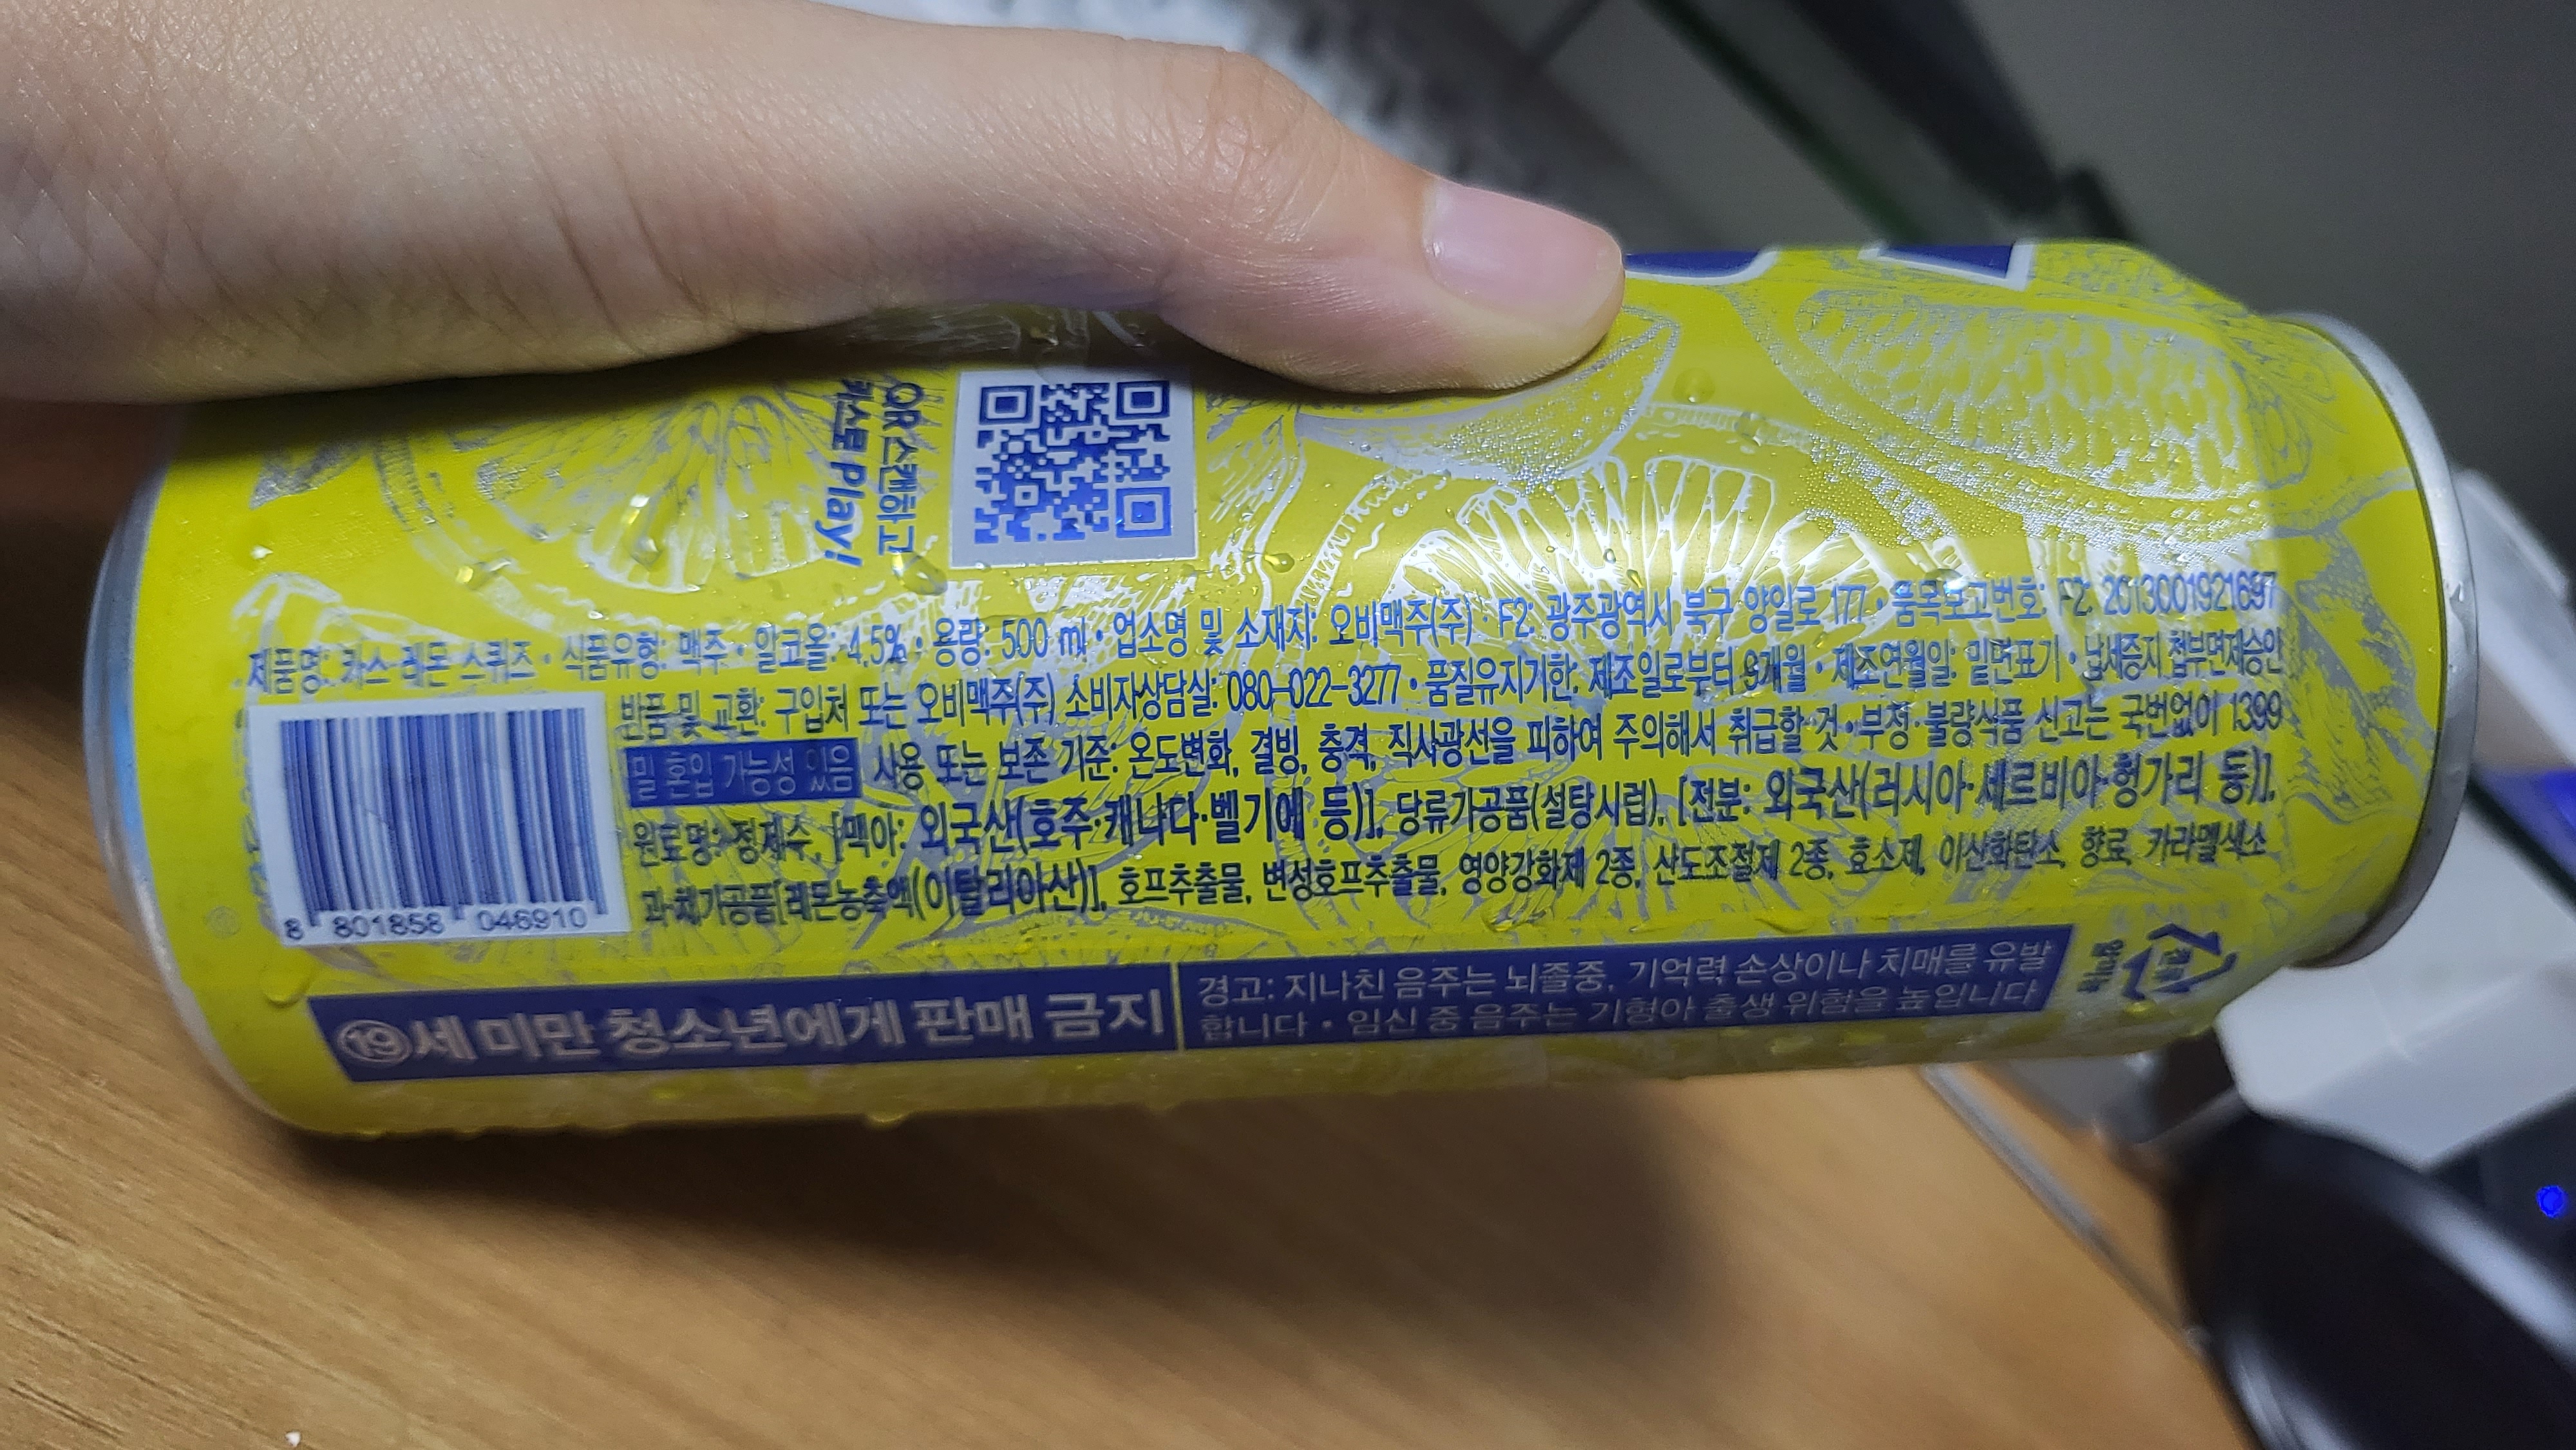 QR 스캔하고
카스로 Play!
제품명: 카스 레몬 스퀴즈 · 식품유형: 맥주 · 알코올: 4.5% · 용량: 500 ml · 업소명 및 소재지: 오비맥주(주) · F2: 광주광역시 북구 양일로 177 · 품목보고번호: F2: 2013001921697
반품 및 교환: 구입처 또는 오비맥주(주) 소비자상담실: 080-022-3277 · 품질유지기한: 제조일로부터 9개월 · 제조연월일: 밑면표기 · 납세증지 첩부면제승인
밀 혼입 가능성 있음 사용 또는 보존 기준: 온도변화, 결빙, 충격, 직사광선을 피하여 주의해서 취급할 것 · 부정·불량식품 신고는 국번없이 1399
원료명: 정제수, [맥아: 외국산(호주·캐나다·벨기에 등)], 당류가공품(설탕시럽), [전분: 외국산(러시아·세르비아·헝가리 등)],
과·채가공품[레몬농축액(이탈리아산)], 호프추출물, 변성호프추출물, 영양강화제 2종, 산도조절제 2종, 효소제, 이산화탄소, 향료, 카라멜색소
8 801858 046910
19세 미만 청소년에게 판매 금지
경고: 지나친 음주는 뇌졸중, 기억력 손상이나 치매를 유발
합니다 · 임신 중 음주는 기형아 출생 위험을 높입니다